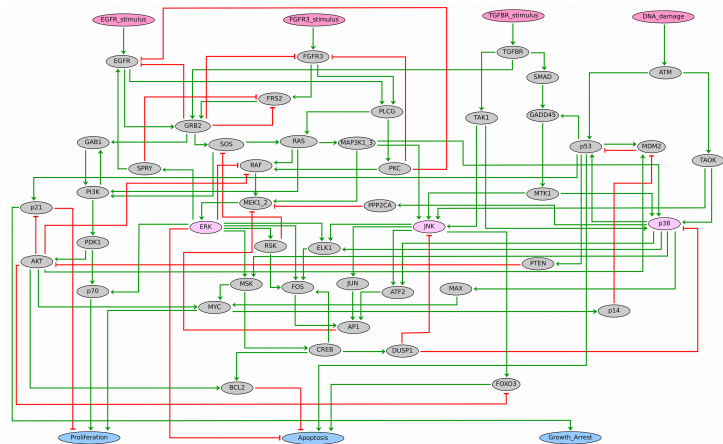 EGFR_stimulus
FGFR3_stimulus
TGFBR_stimulus
DNA_damage
EGFR
FGFR3
TGFBR
SMAD
ATM
FRS2
PLCG
TAK1
GADD45
GRB2
GAB1
SOS
RAS
MAP3K1_3
p53
MDM2
TAOK
SPRY
RAF
PKC
PI3K
MEK1_2
PPP2CA
MTK1
p21
ERK
JNK
p38
PDK1
RSK
ELK1
AKT
PTEN
p70
MSK
FOS
JUN
ATF2
MAX
MYC
p14
AP1
CREB
DUSP1
BCL2
FOXO3
Proliferation
Apoptosis
Growth_Arrest